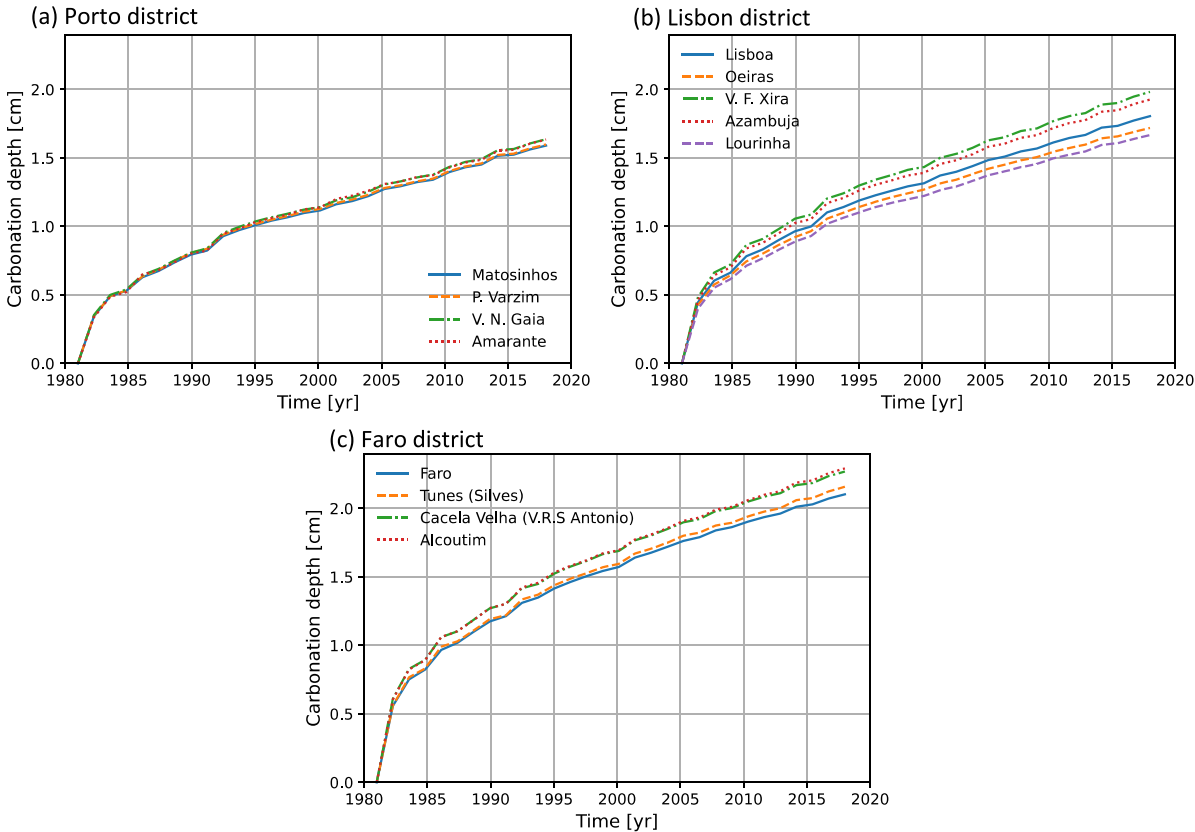 (a) Porto district
Carbonation depth [cm]
2.0
1.5
1.0
0.5
0.0
Matosinhos
P. Varzim
V. N. Gaia
Amarante
1980 1985 1990 1995 2000 2005 2010 2015 2020
Time [yr]
(b) Lisbon district
Carbonation depth [cm]
2.0
1.5
1.0
0.5
0.0
Lisboa
Oeiras
V. F. Xira
Azambuja
Lourinha
1980 1985 1990 1995 2000 2005 2010 2015 2020
Time [yr]
(c) Faro district
Carbonation depth [cm]
2.0
1.5
1.0
0.5
0.0
Faro
Tunes (Silves)
Cacela Velha (V.R.S Antonio)
Alcoutim
1980 1985 1990 1995 2000 2005 2010 2015 2020
Time [yr]